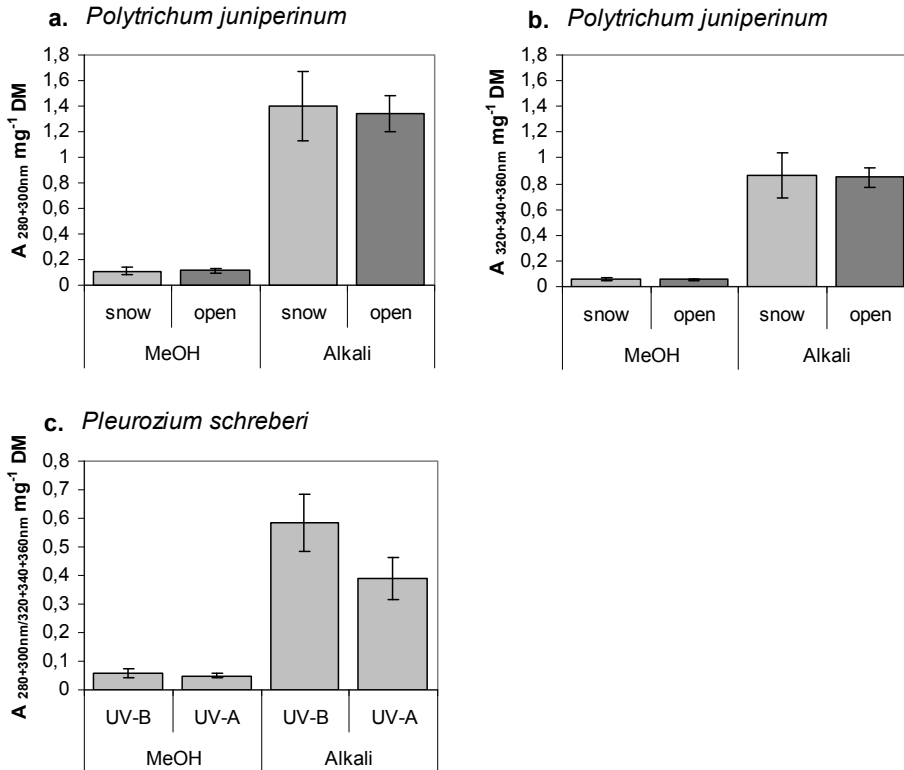 a. Polytrichum juniperinum
A 280+300nm mg-1 DM
1,8
1,6
1,4
1,2
1
0,8
0,6
0,4
0,2
0
snow open snow open
MeOH Alkali
b. Polytrichum juniperinum
A 320+340+360nm mg-1 DM
1,8
1,6
1,4
1,2
1
0,8
0,6
0,4
0,2
0
snow open snow open
MeOH Alkali
c. Pleurozium schreberi
A 280+300nm/320+340+360nm mg-1 DM
0,8
0,7
0,6
0,5
0,4
0,3
0,2
0,1
0
UV-B UV-A UV-B UV-A
MeOH Alkali